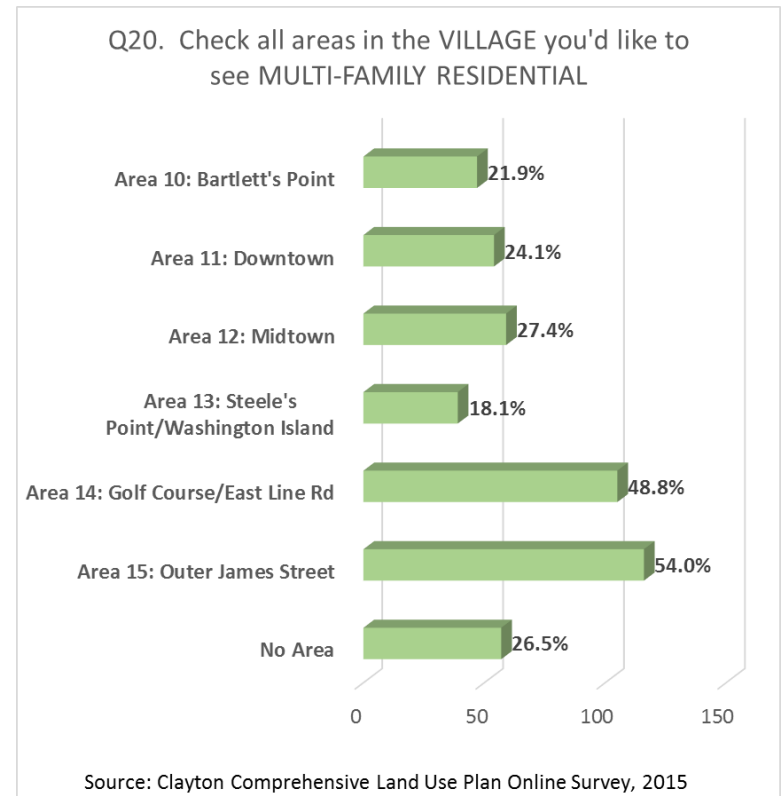 Q20. Check all areas in the VILLAGE you'd like to
see MULTI-FAMILY RESIDENTIAL
Area 10: Bartlett's Point
21.9%
Area 11: Downtown
24.1%
Area 12: Midtown
27.4%
Area 13: Steele's
Point/Washington Island
18.1%
Area 14: Golf Course/East Line Rd
48.8%
Area 15: Outer James Street
54.0%
No Area
26.5%
0 50 100 150
Source: Clayton Comprehensive Land Use Plan Online Survey, 2015